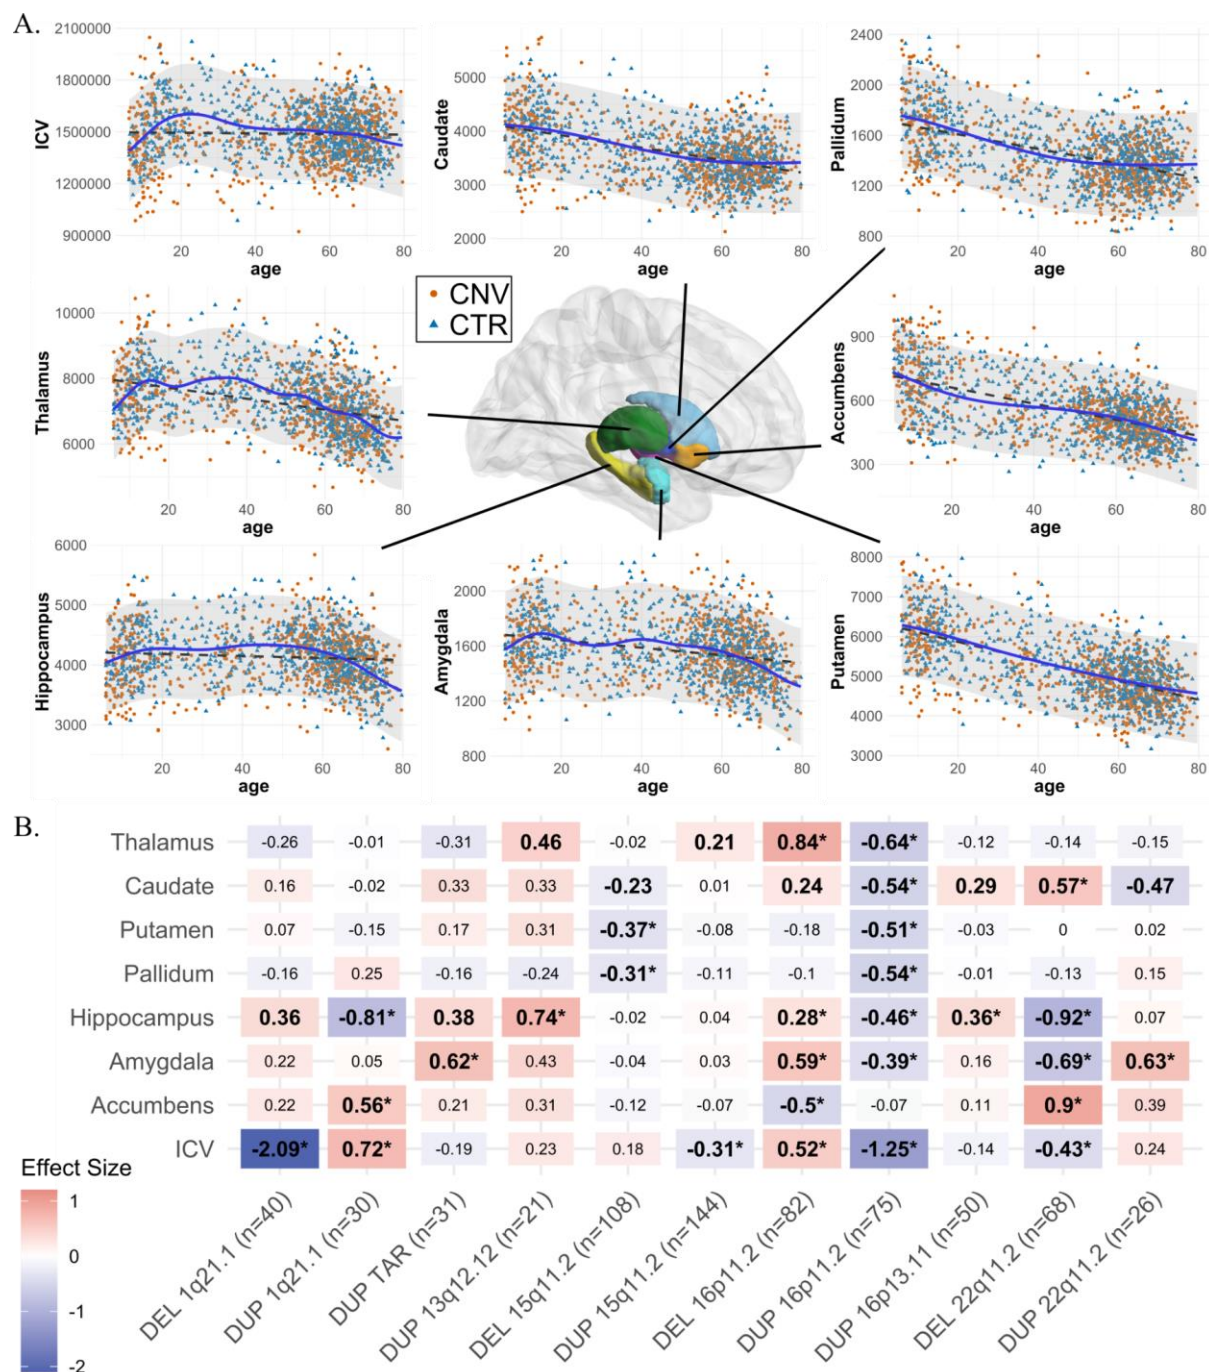 A.
2100000
1800000
1500000
1200000
900000
ICV
20 40 60 80
age
5000
4000
3000
2000
Caudate
20 40 60 80
age
2400
2000
1600
1200
800
Pallidum
20 40 60 80
age
CNV
CTR
10000
8000
6000
Thalamus
20 40 60 80
age
900
600
300
Accumbens
20 40 60 80
age
6000
5000
4000
3000
Hippocampus
20 40 60 80
age
2000
1600
1200
800
Amygdala
20 40 60 80
age
8000
7000
6000
5000
4000
3000
Putamen
20 40 60 80
age
B.
Thalamus -0.26 -0.01 -0.31 0.46 -0.02 0.21 0.84* -0.64* -0.12 -0.14 -0.15
Caudate 0.16 -0.02 0.33 0.33 -0.23 0.01 0.24 -0.54* 0.29 0.57* -0.47
Putamen 0.07 -0.15 0.17 0.31 -0.37* -0.08 -0.18 -0.51* -0.03 0 0.02
Pallidum -0.16 0.25 -0.16 -0.24 -0.31* -0.11 -0.1 -0.54* -0.01 -0.13 0.15
Hippocampus 0.36 -0.81* 0.38 0.74* -0.02 0.04 0.28* -0.46* 0.36* -0.92* 0.07
Amygdala 0.22 0.05 0.62* 0.43 -0.04 0.03 0.59* -0.39* 0.16 -0.69* 0.63*
Accumbens 0.22 0.56* 0.21 0.31 -0.12 -0.07 -0.5* -0.07 0.11 0.9* 0.39
ICV -2.09* 0.72* -0.19 0.23 0.18 -0.31* 0.52* -1.25* -0.14 -0.43* 0.24
Effect Size
1
0
-1
-2
DEL 1q21.1 (n=40)
DUP 1q21.1 (n=30)
DUP TAR (n=31)
DUP 13q12.12 (n=21)
DEL 15q11.2 (n=108)
DUP 15q11.2 (n=144)
DEL 16p11.2 (n=82)
DUP 16p11.2 (n=75)
DUP 16p13.11 (n=50)
DEL 22q11.2 (n=68)
DUP 22q11.2 (n=26)